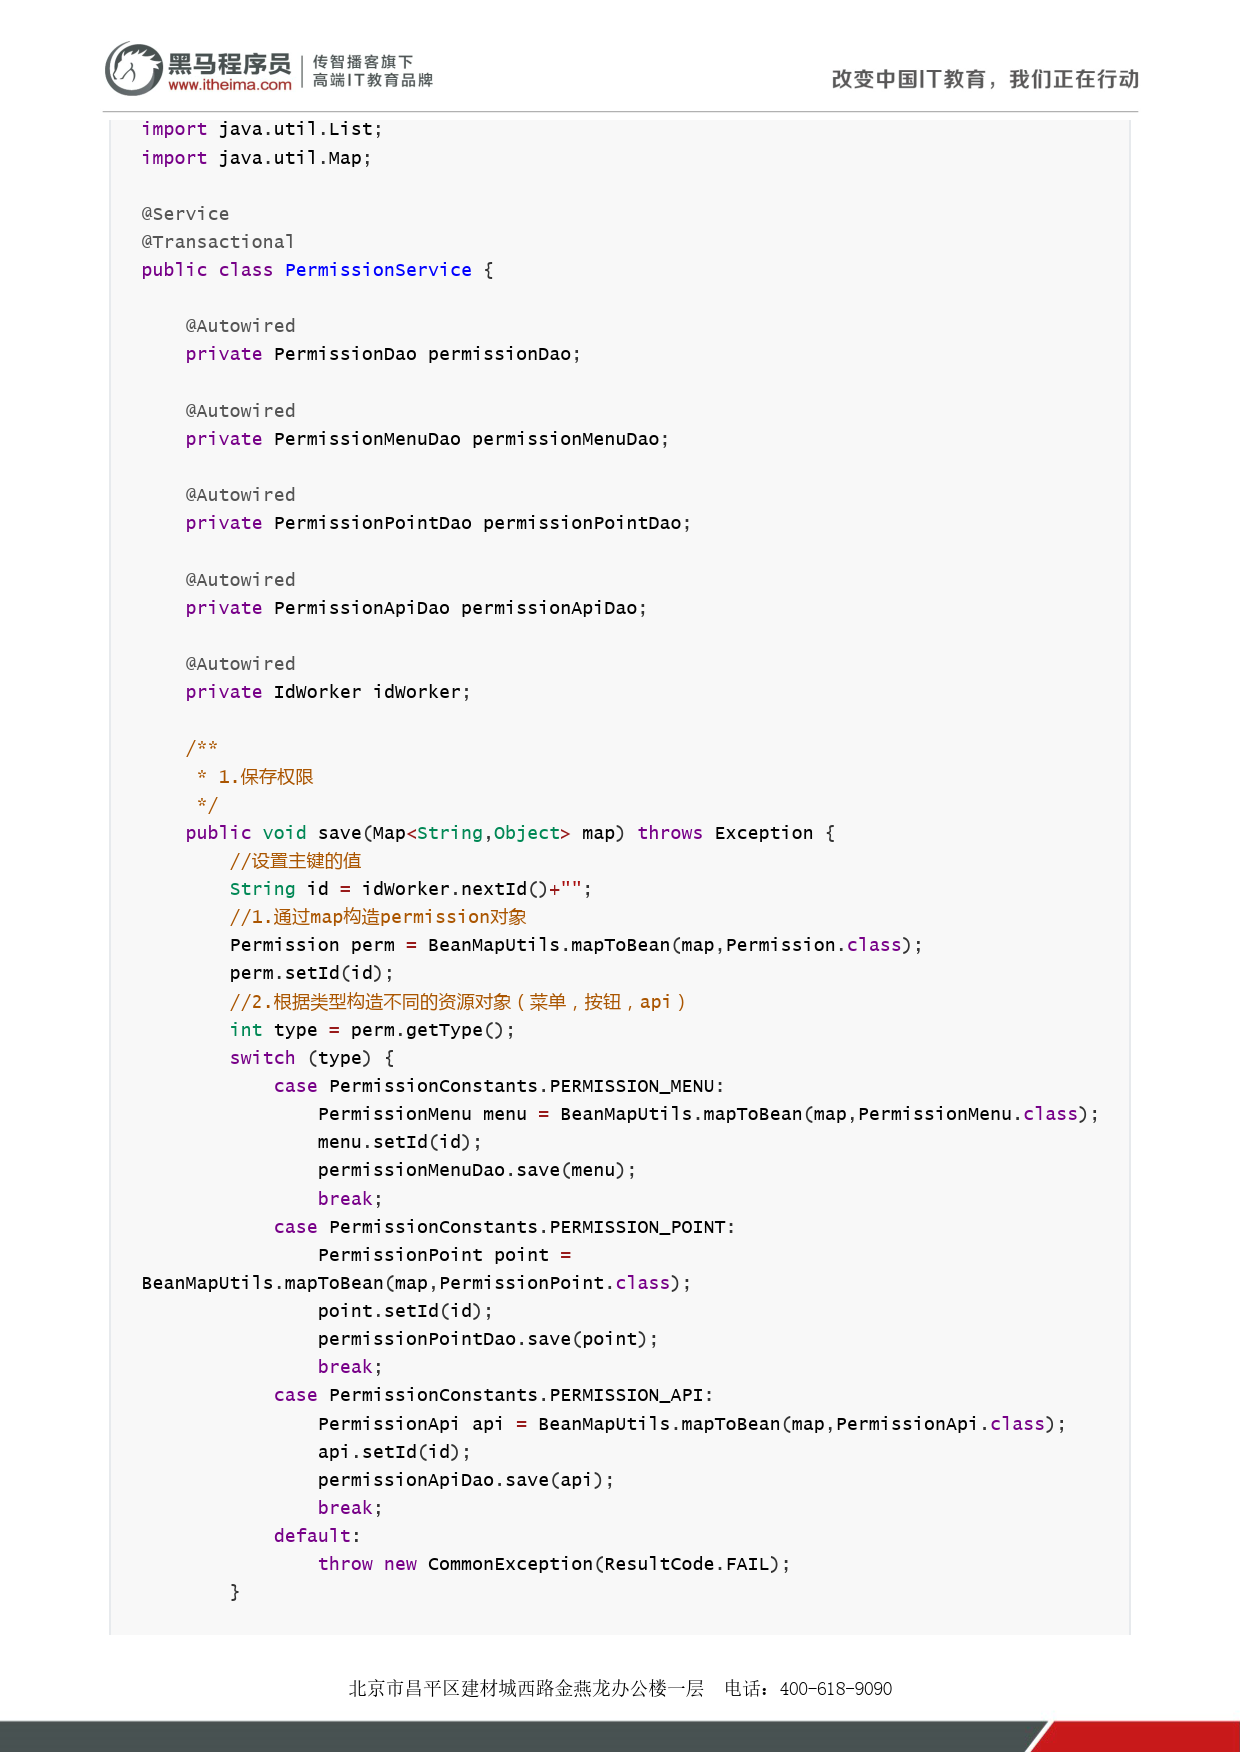 黑马程序员
www.itheima.com
传智播客旗下
高端IT教育品牌
改变中国IT教育，我们正在行动
import java.util.List;
import java.util.Map;
@Service
@Transactional
public class PermissionService {
    @Autowired
    private PermissionDao permissionDao;
    @Autowired
    private PermissionMenuDao permissionMenuDao;
    @Autowired
    private PermissionPointDao permissionPointDao;
    @Autowired
    private PermissionApiDao permissionApiDao;
    @Autowired
    private IdWorker idWorker;
    /**
     * 1.保存权限
     */
    public void save(Map<String,Object> map) throws Exception {
        //设置主键的值
        String id = idWorker.nextId()+"";
        //1.通过map构造permission对象
        Permission perm = BeanMapUtils.mapToBean(map,Permission.class);
        perm.setId(id);
        //2.根据类型构造不同的资源对象（菜单，按钮，api）
        int type = perm.getType();
        switch (type) {
            case PermissionConstants.PERMISSION_MENU:
                PermissionMenu menu = BeanMapUtils.mapToBean(map,PermissionMenu.class);
                menu.setId(id);
                permissionMenuDao.save(menu);
                break;
            case PermissionConstants.PERMISSION_POINT:
                PermissionPoint point =
BeanMapUtils.mapToBean(map,PermissionPoint.class);
                point.setId(id);
                permissionPointDao.save(point);
                break;
            case PermissionConstants.PERMISSION_API:
                PermissionApi api = BeanMapUtils.mapToBean(map,PermissionApi.class);
                api.setId(id);
                permissionApiDao.save(api);
                break;
            default:
                throw new CommonException(ResultCode.FAIL);
        }
北京市昌平区建材城西路金燕龙办公楼一层 电话：400-618-9090